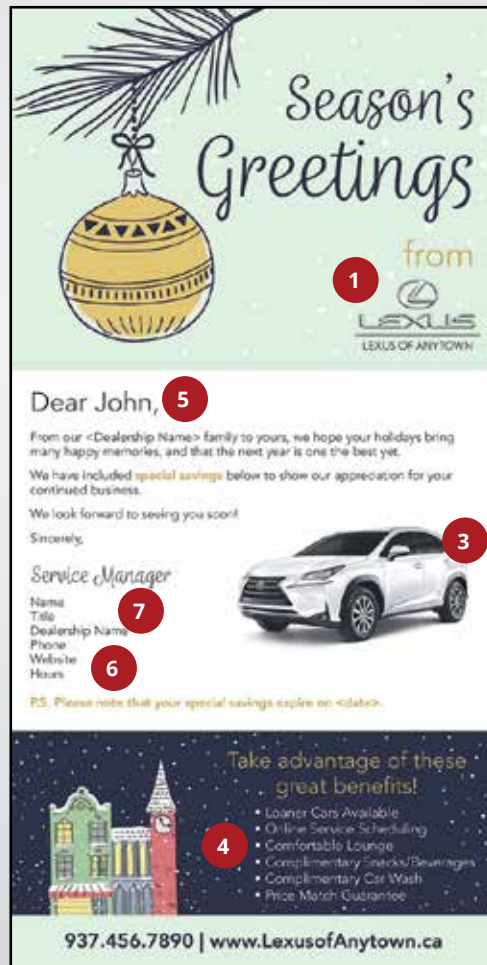 Season's
Greetings
from
1
LEXUS
LEXUS OF ANYTOWN
Dear John,
5
From our <Dealership Name> family to yours, we hope your holidays bring
many happy memories, and that the next year is one the best yet.
We have included special savings below to show our appreciation for your
continued business.
We look forward to seeing you soon!
Sincerely,
3
Service Manager
Name
Title
7
Dealership Name
Phone
Website
6
Hours
P.S. Please note that your special savings expire on <date>.
Take advantage of these
great benefits!
• Loaner Cars Available
• Online Service Scheduling
4
• Comfortable Lounge
• Complimentary Snacks/Beverages
• Complimentary Car Wash
• Price Match Guarantee
937.456.7890 | www.LexusofAnytown.ca